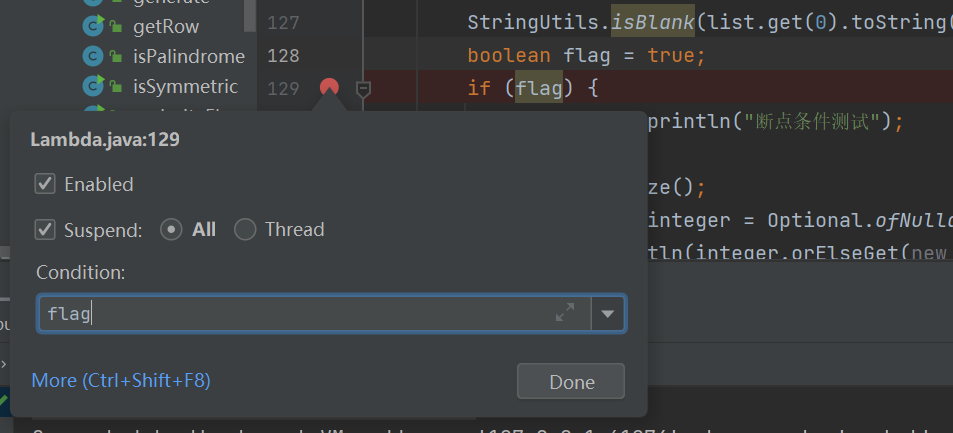 generate
getRow
isPalindrome
isSymmetric
127 StringUtils.isBlank(list.get(0).toString(
128 boolean flag = true;
129 if (flag) {
println("断点条件测试");
ze();
integer = Optional.ofNulla
tln(integer.orElseGet(new
Lambda.java:129
Enabled
Suspend: All Thread
Condition:
flag
More (Ctrl+Shift+F8)
Done